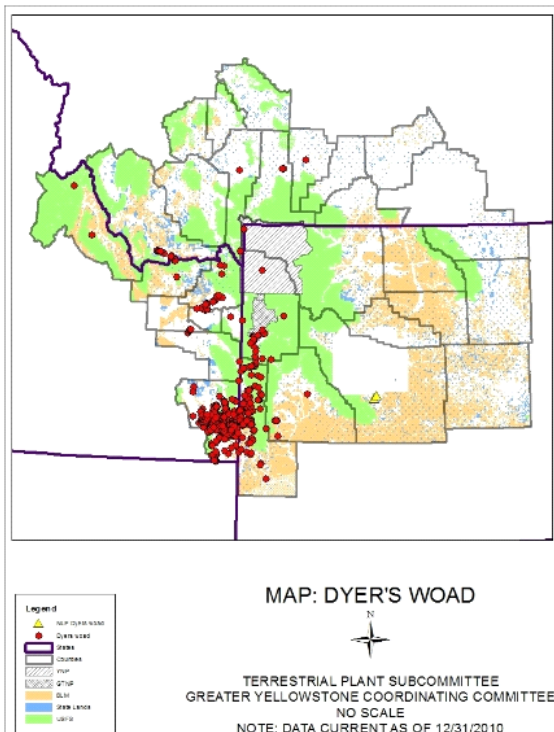 MAP: DYER'S WOAD
N
Legend
Dyers Woad
States
Counties
YNP
GTNP
BLM
State Lands
USFS
TERRESTRIAL PLANT SUBCOMMITTEE
GREATER YELLOWSTONE COORDINATING COMMITTEE
NO SCALE
NOTE: DATA CURRENT AS OF 12/31/2010